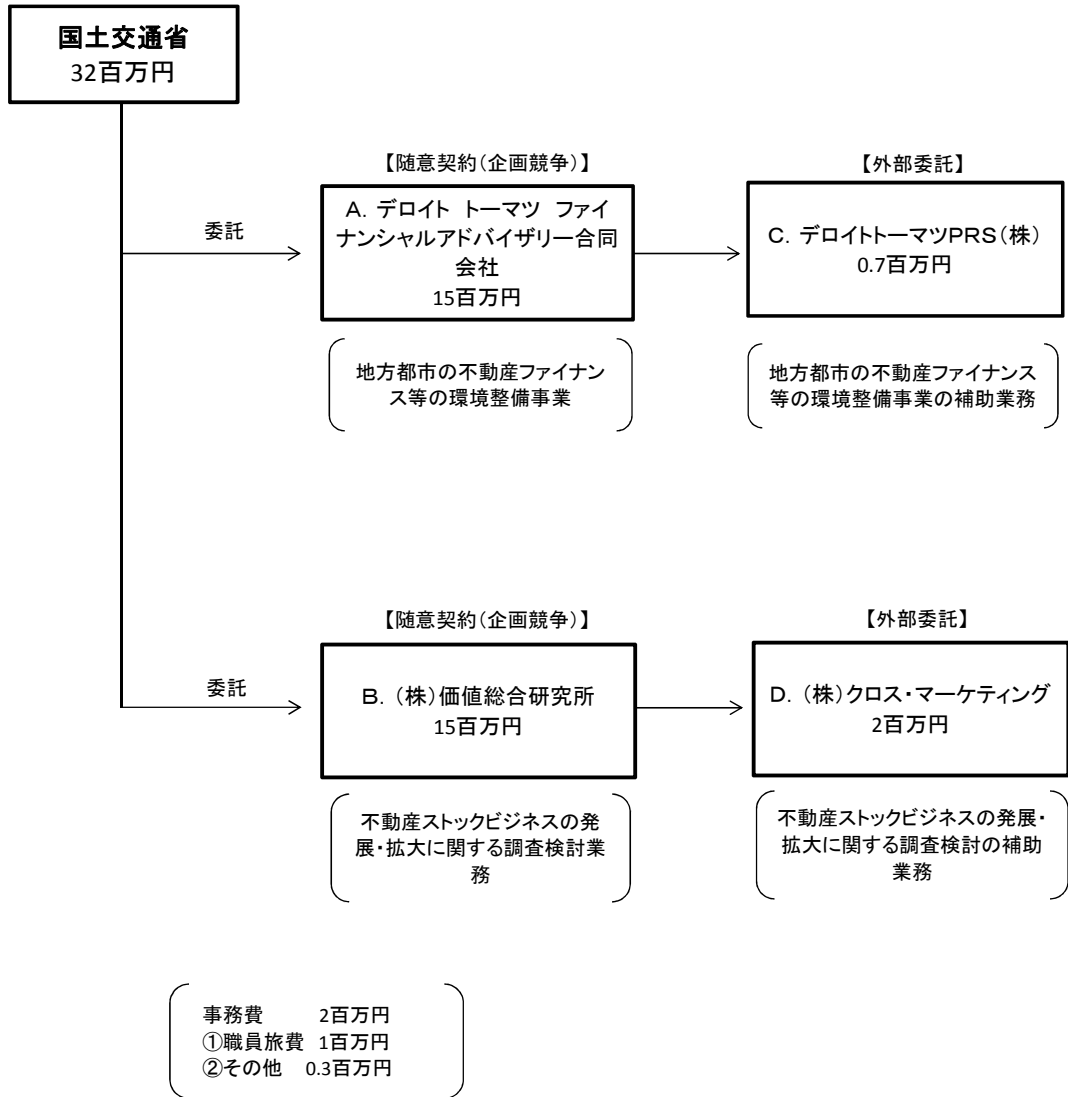 国土交通省
32百万円
【随意契約(企画競争)】
【外部委託】
委託
A. デロイト トーマツ ファイ
ナンシャルアドバイザリー合同
会社
15百万円
C. デロイトトーマツPRS(株)
0.7百万円
地方都市の不動産ファイナン
ス等の環境整備事業
地方都市の不動産ファイナンス
等の環境整備事業の補助業務
【随意契約(企画競争)】
【外部委託】
委託
B. (株)価値総合研究所
15百万円
D. (株)クロス・マーケティング
2百万円
不動産ストックビジネスの発
展・拡大に関する調査検討業
務
不動産ストックビジネスの発展・
拡大に関する調査検討の補助
業務
事務費 2百万円
①職員旅費 1百万円
②その他 0.3百万円